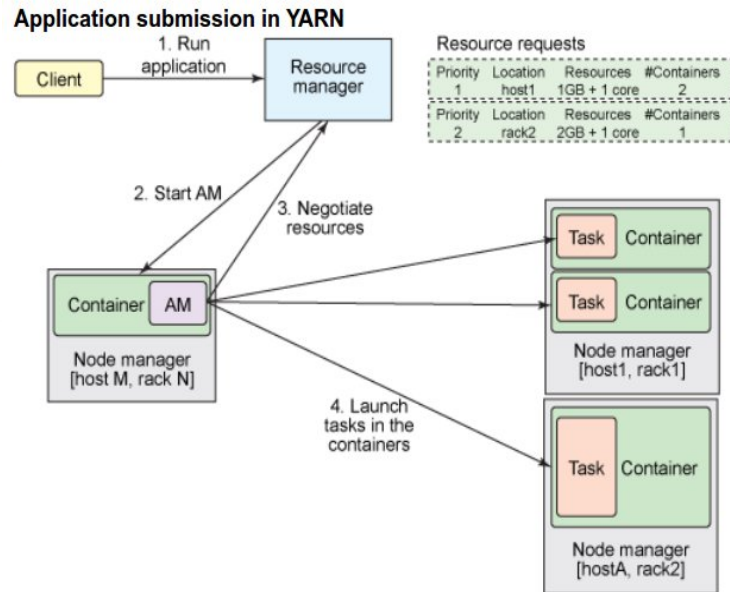 Application submission in YARN
1. Run
application
Client
Resource
manager
Resource requests
Priority Location Resources #Containers
1 host1 1GB + 1 core 2
Priority Location Resources #Containers
2 rack2 2GB + 1 core 1
2. Start AM
3. Negotiate
resources
Container AM
Node manager
[host M, rack N]
Task Container
Task Container
Node manager
[host1, rack1]
4. Launch
tasks in the
containers
Task Container
Node manager
[hostA, rack2]